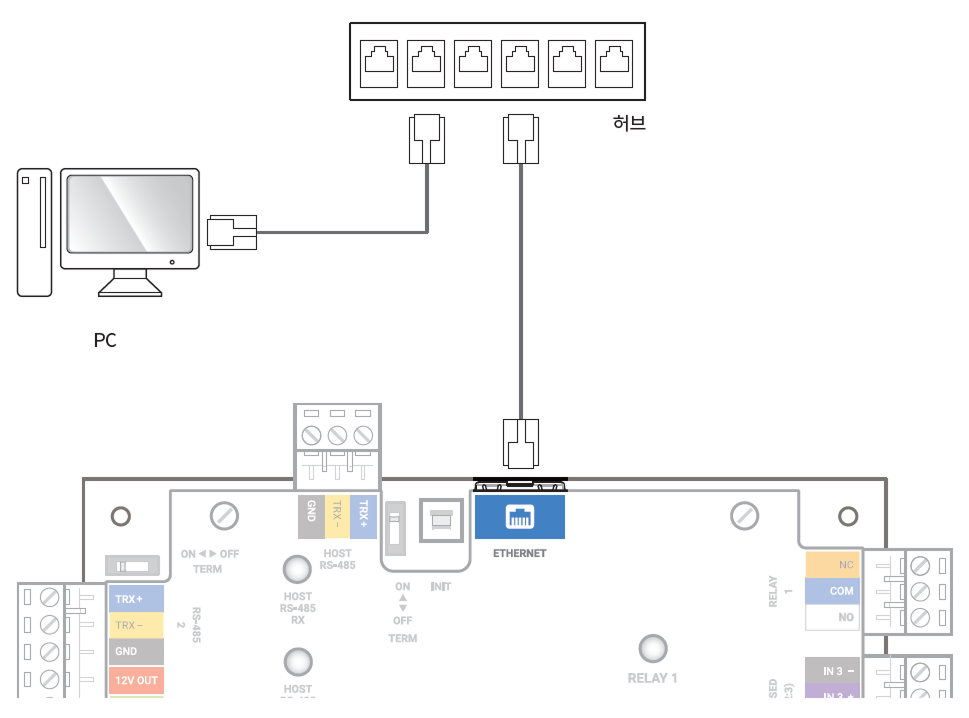 허브
PC
GND
TRX −
TRX +
ETHERNET
ON ◀ ▶ OFF
TERM
HOST
RS-485
HOST
RS-485
RX
ON
▲
▼
OFF
TERM
INIT
TRX +
TRX −
GND
12V OUT
RS-485
2
HOST
RELAY 1
RELAY
1
NC
COM
NO
IN 3 −
IN 3 +